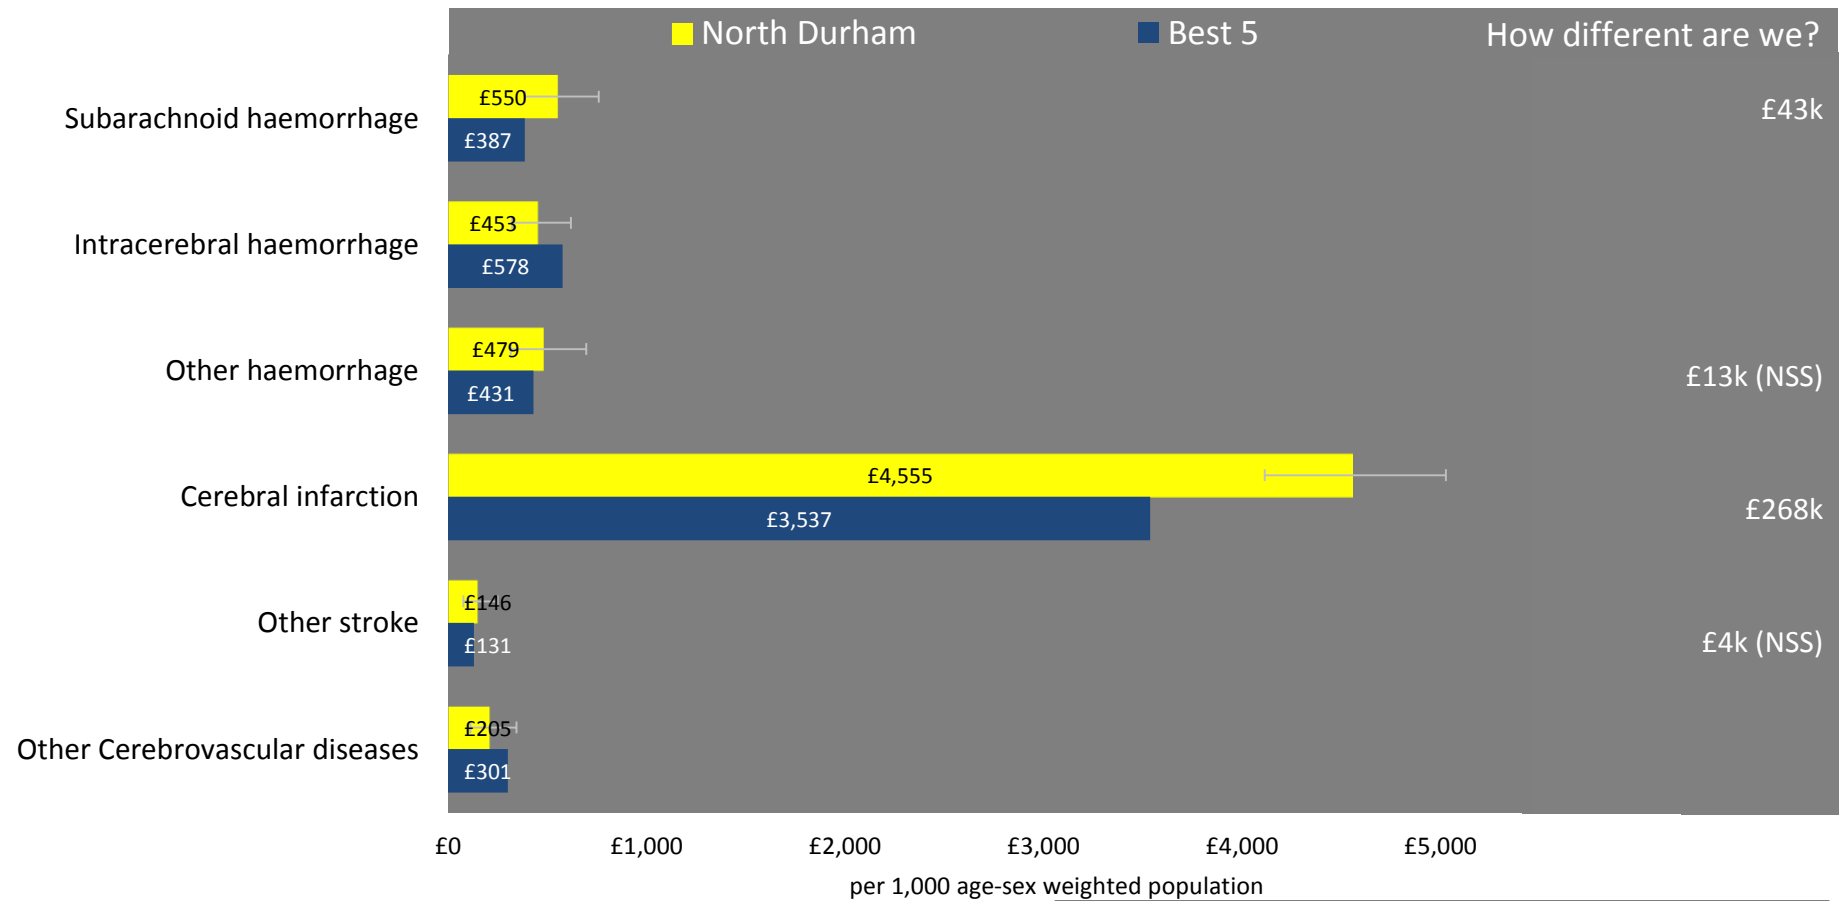 North Durham Best 5 How different are we?
Subarachnoid haemorrhage £550 £387 £43k
Intracerebral haemorrhage £453 £578
Other haemorrhage £479 £431 £13k (NSS)
Cerebral infarction £4,555 £3,537 £268k
Other stroke £146 £131 £4k (NSS)
Other Cerebrovascular diseases £205 £301
£0 £1,000 £2,000 £3,000 £4,000 £5,000
per 1,000 age-sex weighted population